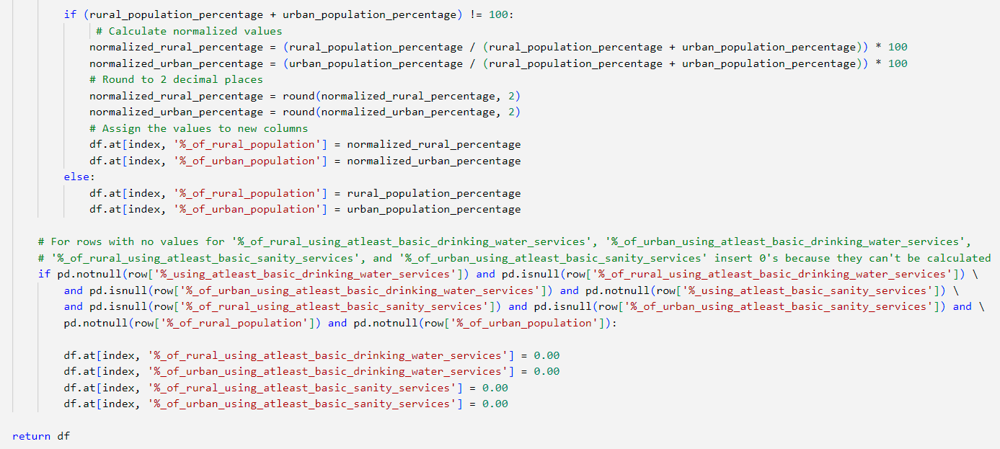 if (rural_population_percentage + urban_population_percentage) != 100:
# Calculate normalized values
normalized_rural_percentage = (rural_population_percentage / (rural_population_percentage + urban_population_percentage)) * 100
normalized_urban_percentage = (urban_population_percentage / (rural_population_percentage + urban_population_percentage)) * 100
# Round to 2 decimal places
normalized_rural_percentage = round(normalized_rural_percentage, 2)
normalized_urban_percentage = round(normalized_urban_percentage, 2)
# Assign the values to new columns
df.at[index, '%_of_rural_population'] = normalized_rural_percentage
df.at[index, '%_of_urban_population'] = normalized_urban_percentage
else:
df.at[index, '%_of_rural_population'] = rural_population_percentage
df.at[index, '%_of_urban_population'] = urban_population_percentage
# For rows with no values for '%_of_rural_using_atleast_basic_drinking_water_services', '%_of_urban_using_atleast_basic_drinking_water_services',
# '%_of_rural_using_atleast_basic_sanity_services', and '%_of_urban_using_atleast_basic_sanity_services' insert 0's because they can't be calculated
if pd.notnull(row['%_using_atleast_basic_drinking_water_services']) and pd.isnull(row['%_of_rural_using_atleast_basic_drinking_water_services']) \
and pd.isnull(row['%_of_urban_using_atleast_basic_drinking_water_services']) and pd.notnull(row['%_using_atleast_basic_sanity_services']) \
and pd.isnull(row['%_of_rural_using_atleast_basic_sanity_services']) and pd.isnull(row['%_of_urban_using_atleast_basic_sanity_services']) and \
pd.notnull(row['%_of_rural_population']) and pd.notnull(row['%_of_urban_population']):
df.at[index, '%_of_rural_using_atleast_basic_drinking_water_services'] = 0.00
df.at[index, '%_of_urban_using_atleast_basic_drinking_water_services'] = 0.00
df.at[index, '%_of_rural_using_atleast_basic_sanity_services'] = 0.00
df.at[index, '%_of_urban_using_atleast_basic_sanity_services'] = 0.00
return df